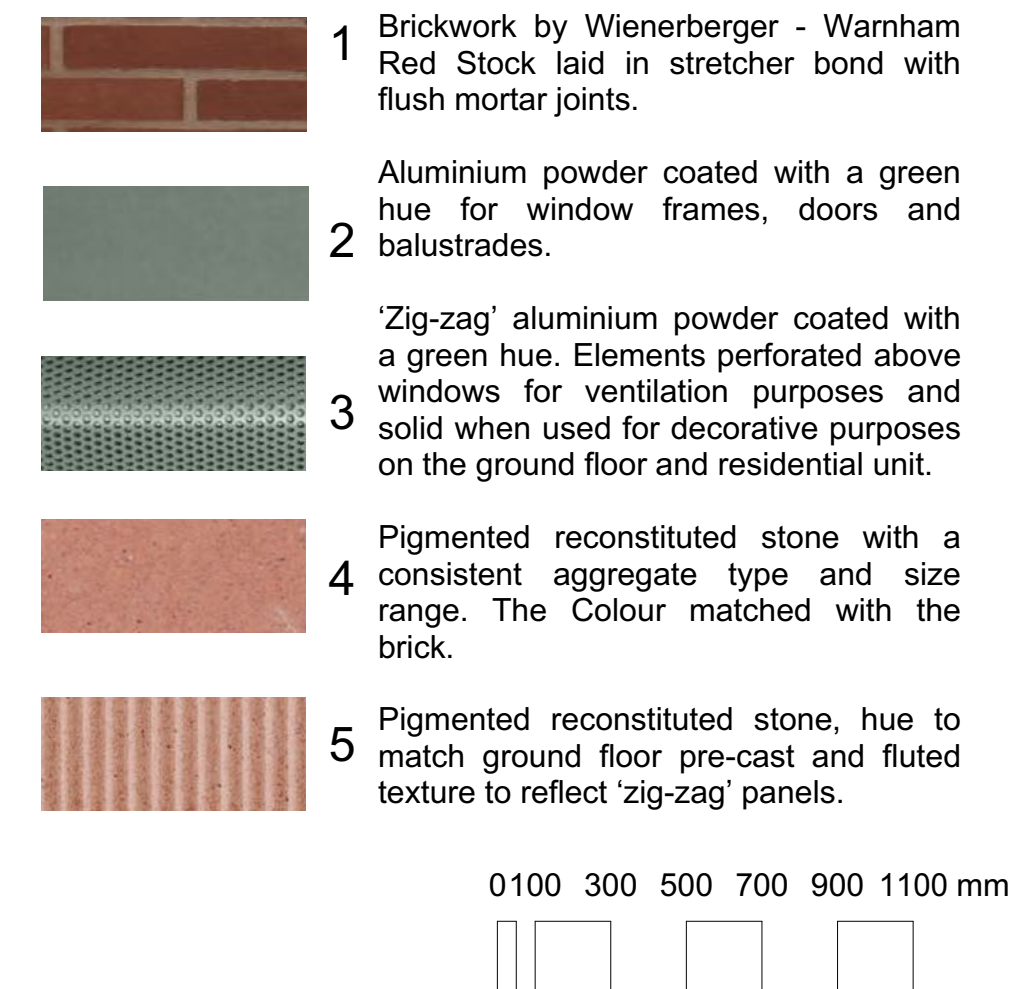 1
Brickwork by Wienerberger - Warnham
Red Stock laid in stretcher bond with
flush mortar joints.
2
Aluminium powder coated with a green
hue for window frames, doors and
balustrades.
3
‘Zig-zag’ aluminium powder coated with
a green hue. Elements perforated above
windows for ventilation purposes and
solid when used for decorative purposes
on the ground floor and residential unit.
4
Pigmented reconstituted stone with a
consistent aggregate type and size
range. The Colour matched with the
brick.
5
Pigmented reconstituted stone, hue to
match ground floor pre-cast and fluted
texture to reflect ‘zig-zag’ panels.
0100 300 500 700 900 1100 mm